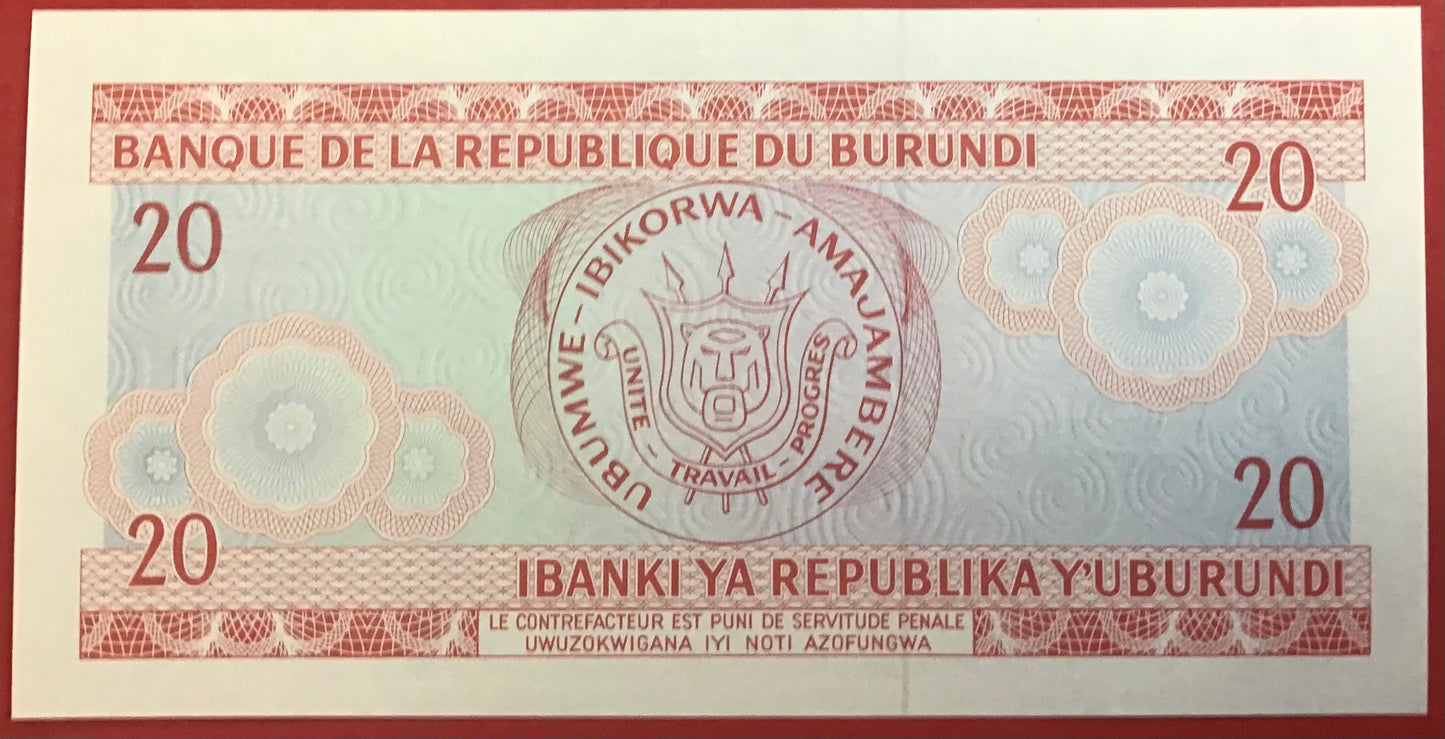 BANQUE DE LA REPUBLIQUE DU BURUNDI
20
20
UBUMWE - IBIKORWA - AMAJAMBERE
UNITE - TRAVAIL - PROGRES
20
20
IBANKI YA REPUBLIKA Y'UBURUNDI
LE CONTREFACTEUR EST PUNI DE SERVITUDE PENALE
UWUZOKWIGANA IYI NOTI AZOFUNGWA